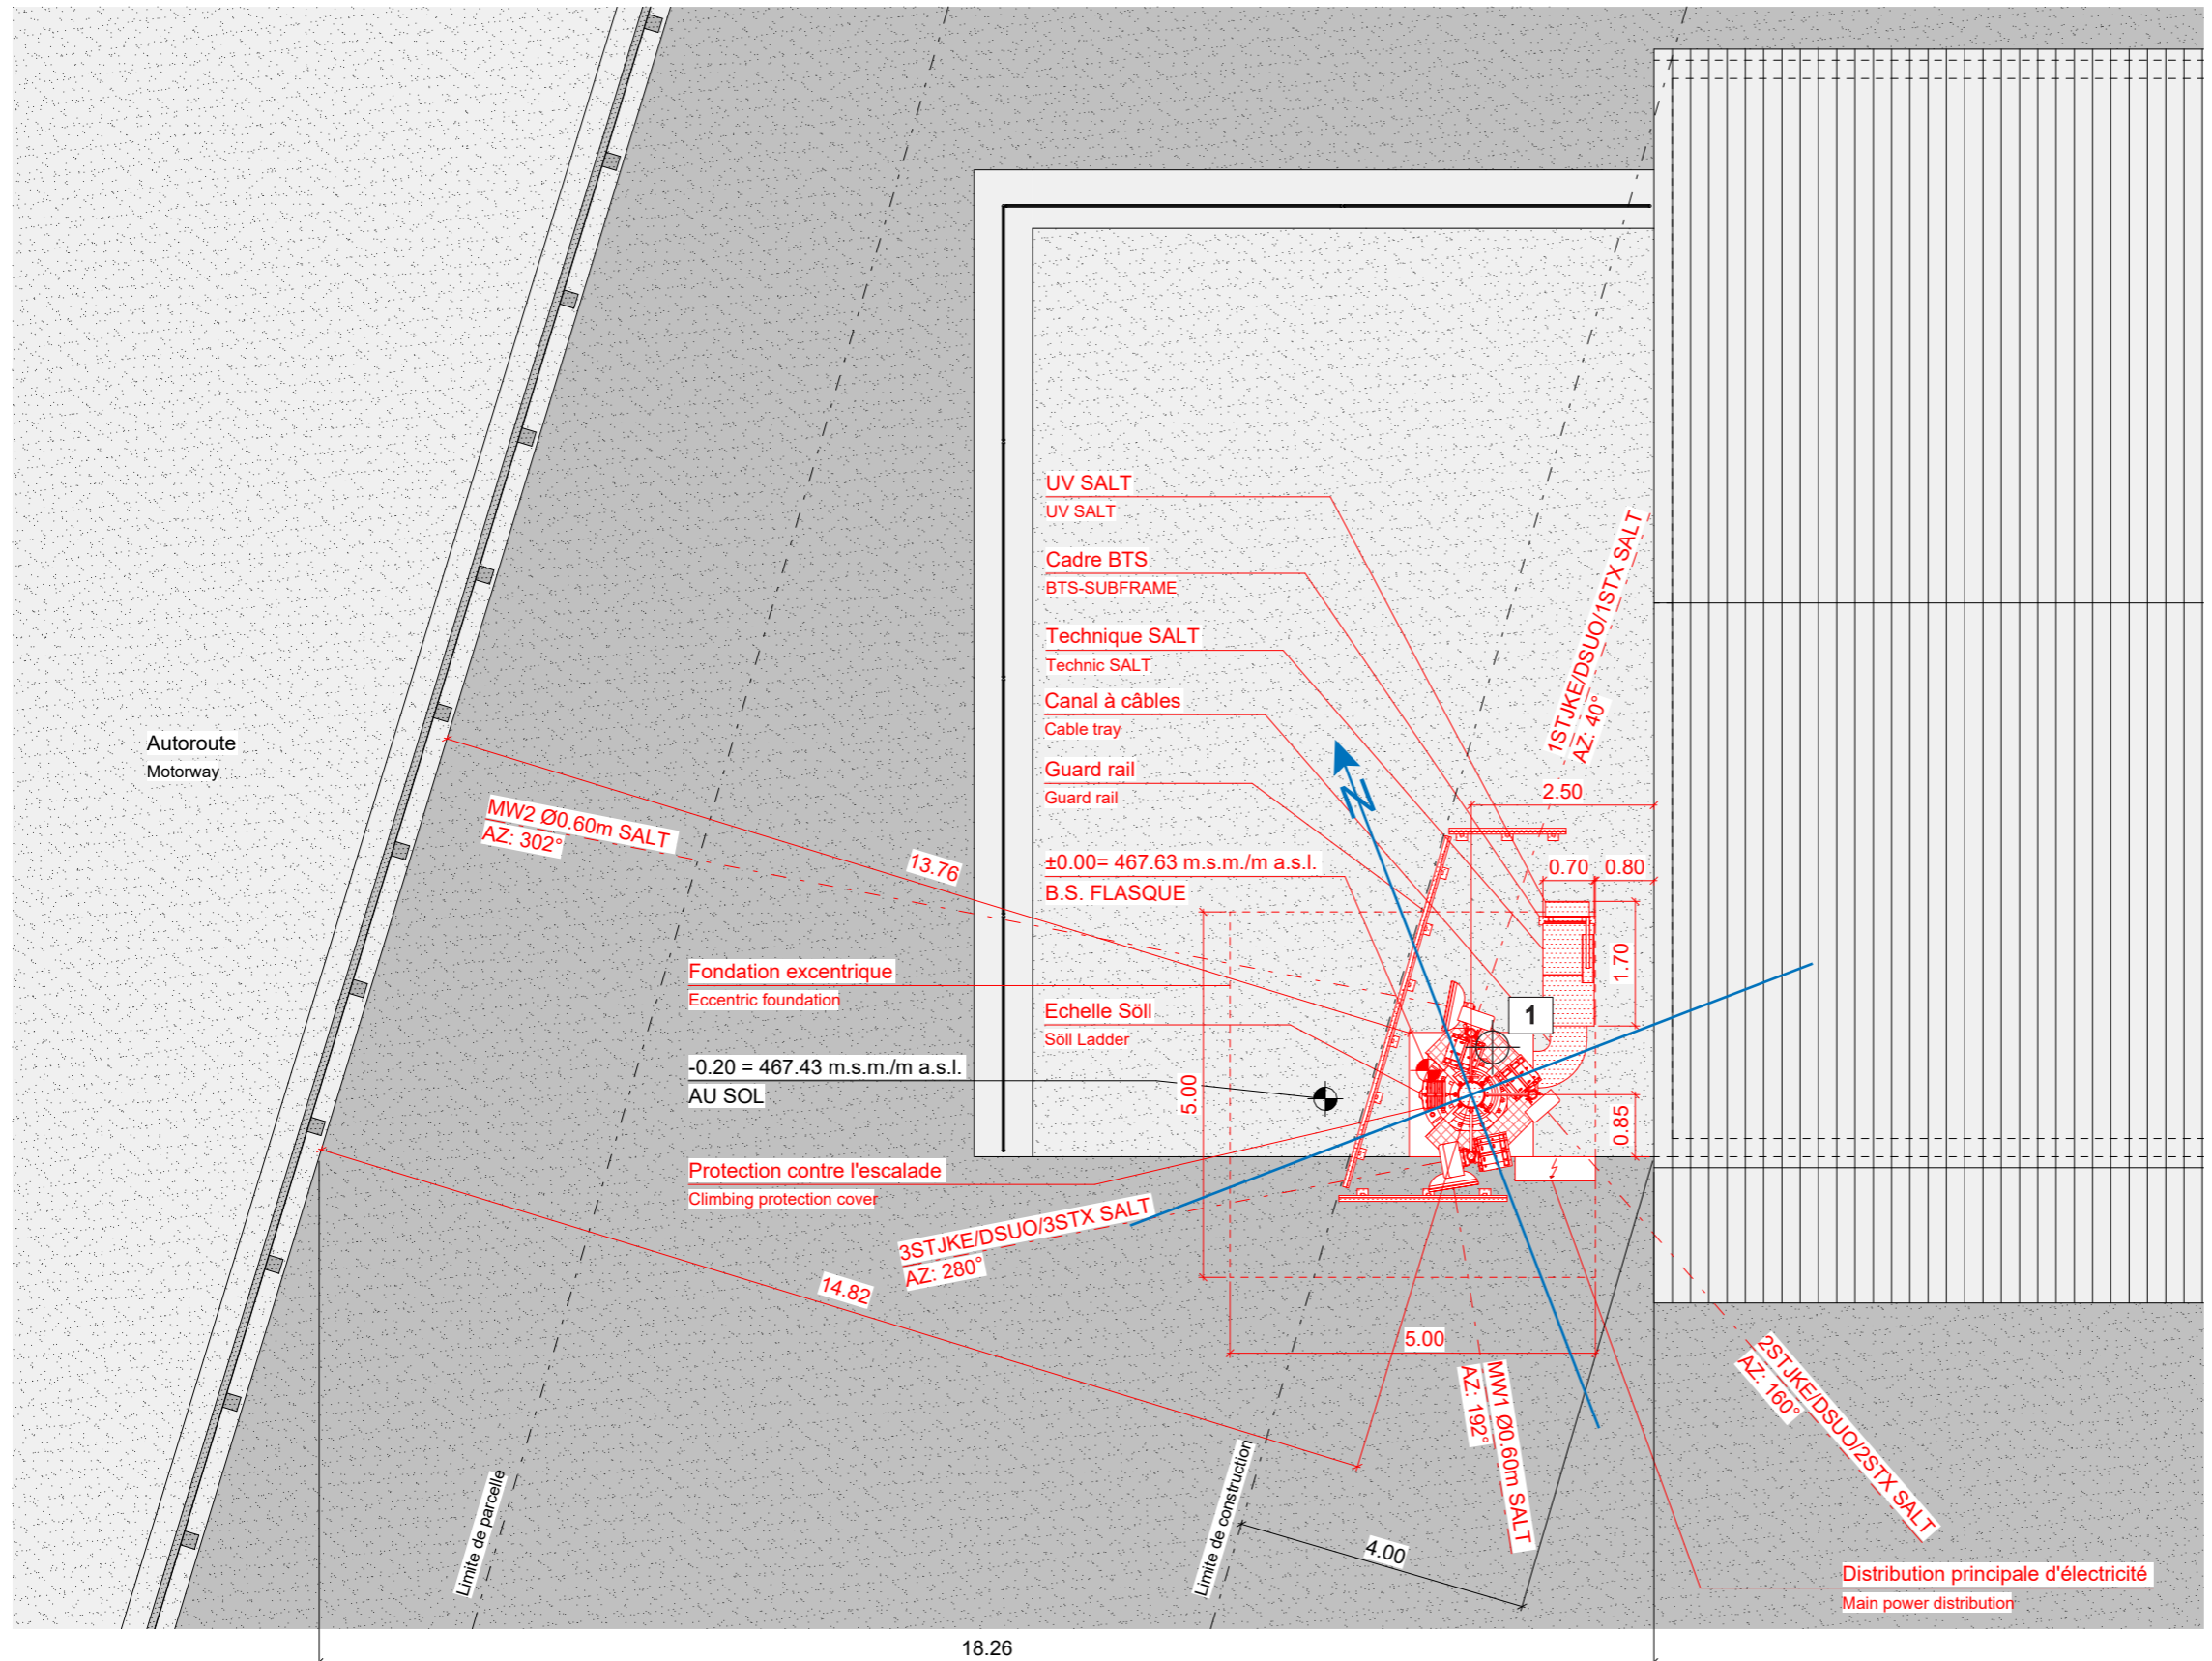 UV SALT
UV SALT
Cadre BTS
BTS-SUBFRAME
Technique SALT
Technic SALT
Canal à câbles
Cable tray
Guard rail
Guard rail
±0.00= 467.63 m.s.m./m a.s.l.
B.S. FLASQUE
Echelle Söll
Söll Ladder
Autoroute
Motorway
MW2 Ø0.60m SALT
AZ: 302°
13.76
Fondation excentrique
Eccentric foundation
-0.20 = 467.43 m.s.m./m a.s.l.
AU SOL
Protection contre l'escalade
Climbing protection cover
3STJKE/DSUO/3STX SALT
AZ: 280°
14.82
1STJKE/DSUO/1STX SALT
AZ: 40°
2.50
0.70
0.80
1.70
0.85
N
1
5.00
5.00
MW1 Ø0.60m SALT
AZ: 192°
2STJKE/DSUO/2STX SALT
AZ: 160°
Limite de parcelle
Limite de construction
4.00
Distribution principale d'électricité
Main power distribution
18.26